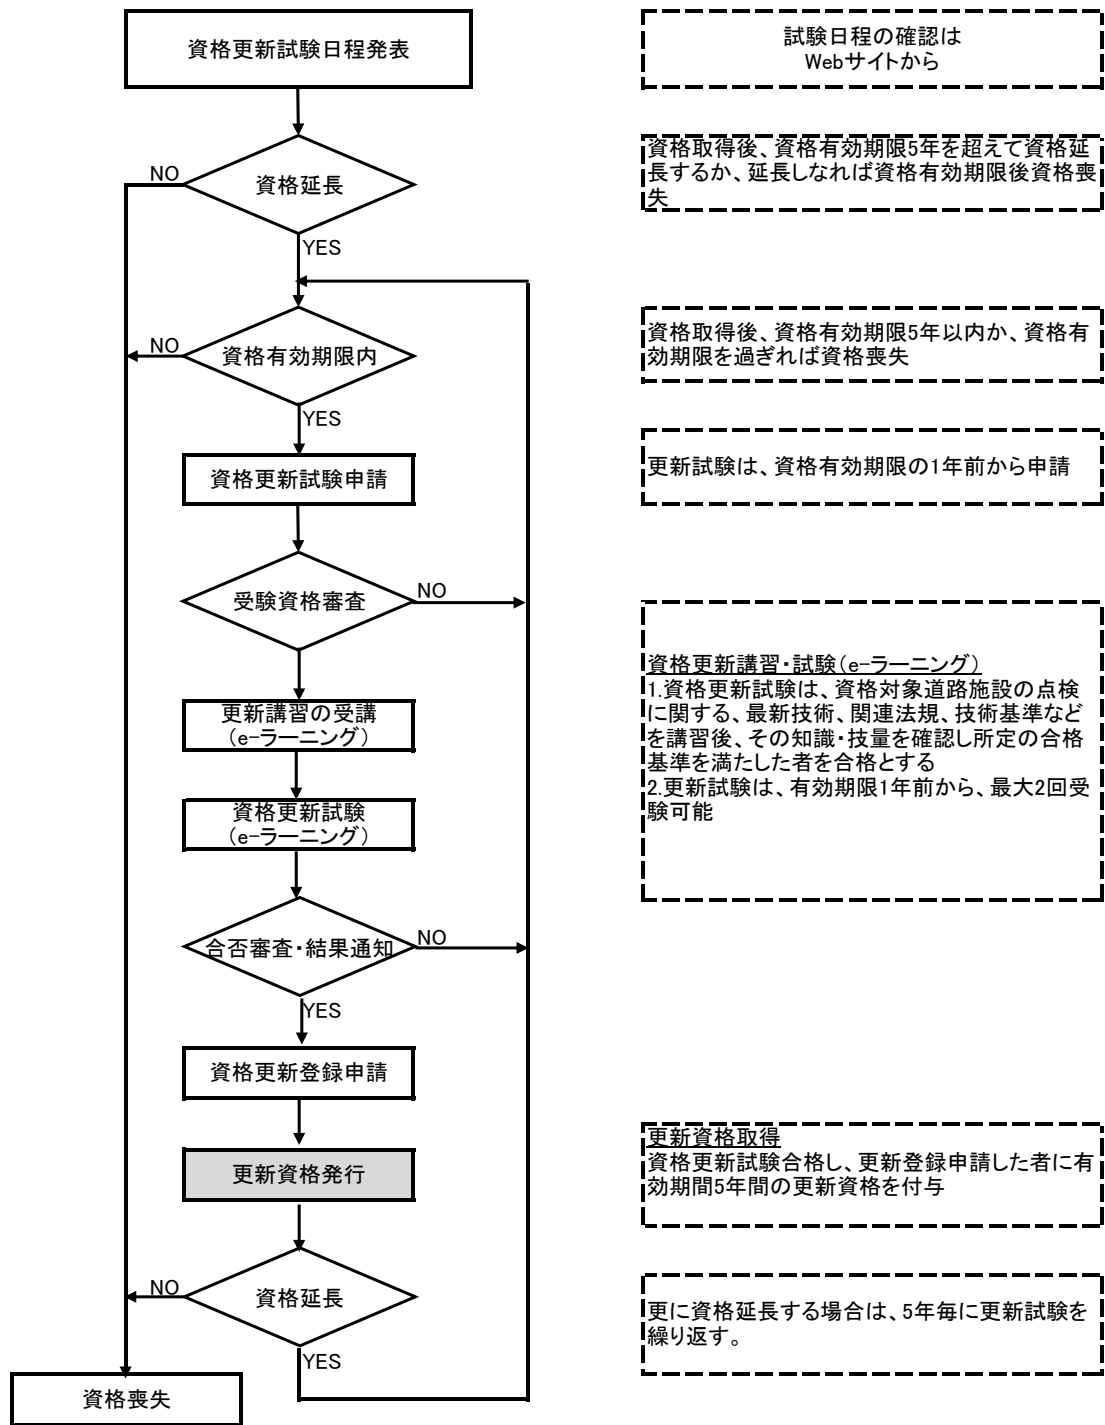 資格更新試験日程発表
試験日程の確認は
Webサイトから
資格取得後、資格有効期限5年を超えて資格延
長するか、延長しなれば資格有効期限後資格喪
失
NO
資格延長
YES
資格取得後、資格有効期限5年以内か、資格有
効期限を過ぎれば資格喪失
NO
資格有効期限内
YES
更新試験は、資格有効期限の1年前から申請
資格更新試験申請
受験資格審査
NO
資格更新講習・試験（e-ラーニング）
1.資格更新試験は、資格対象道路施設の点検
に関する、最新技術、関連法規、技術基準など
を講習後、その知識・技量を確認し所定の合格
基準を満たした者を合格とする
2.更新試験は、有効期限1年前から、最大2回受
験可能
更新講習の受講
（e-ラーニング）
資格更新試験
（e-ラーニング）
合否審査・結果通知
NO
YES
資格更新登録申請
更新資格取得
資格更新試験合格し、更新登録申請した者に有
効期間5年間の更新資格を付与
更新資格発行
NO
資格延長
YES
更に資格延長する場合は、5年毎に更新試験を
繰り返す。
資格喪失